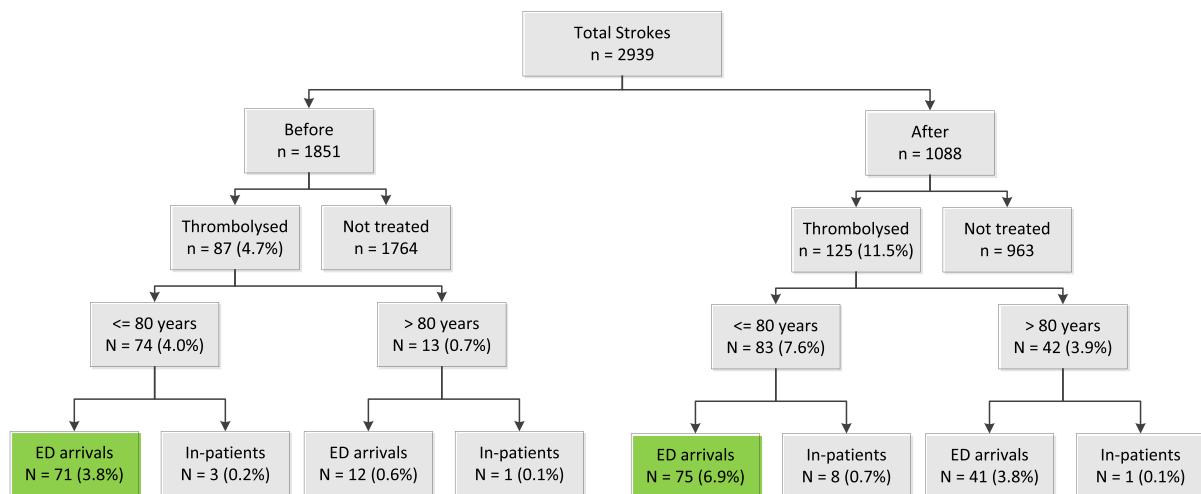 Total Strokes
n = 2939
Before
n = 1851
After
n = 1088
Thrombolysed
n = 87 (4.7%)
Not treated
n = 1764
Thrombolysed
n = 125 (11.5%)
Not treated
n = 963
<= 80 years
N = 74 (4.0%)
> 80 years
N = 13 (0.7%)
<= 80 years
N = 83 (7.6%)
> 80 years
N = 42 (3.9%)
ED arrivals
N = 71 (3.8%)
In-patients
N = 3 (0.2%)
ED arrivals
N = 12 (0.6%)
In-patients
N = 1 (0.1%)
ED arrivals
N = 75 (6.9%)
In-patients
N = 8 (0.7%)
ED arrivals
N = 41 (3.8%)
In-patients
N = 1 (0.1%)